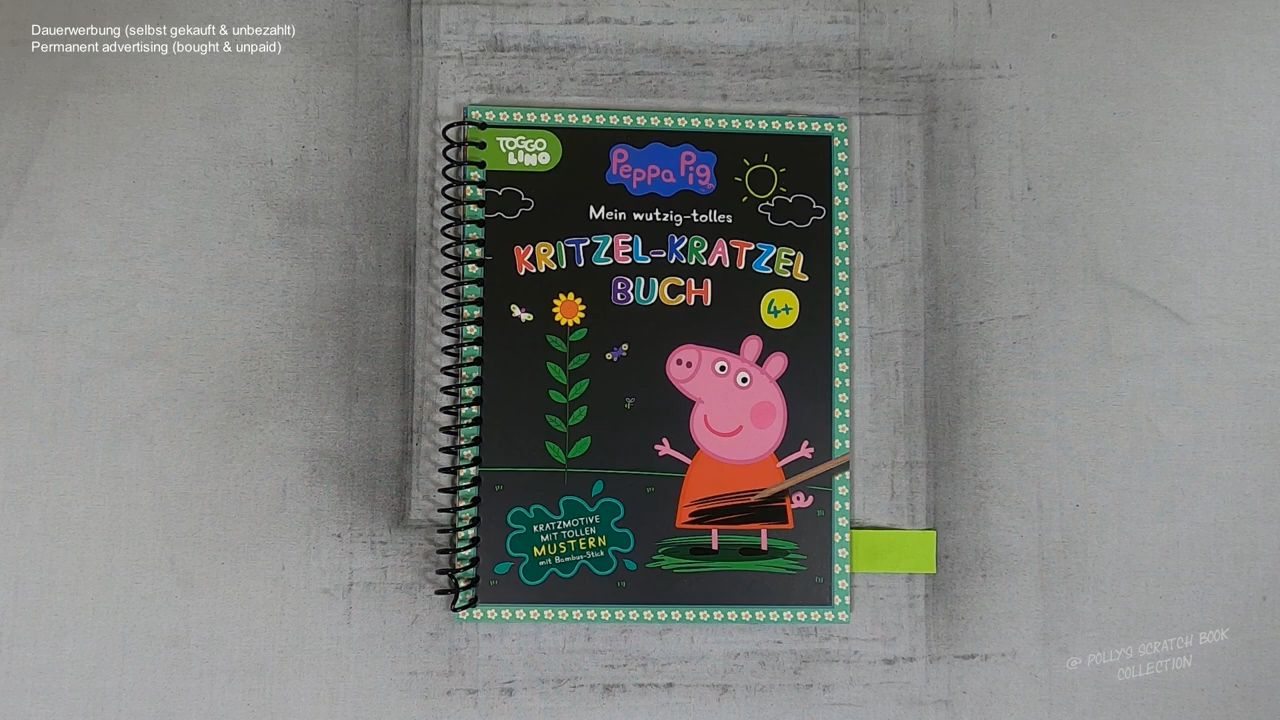 Dauerwerbung (selbst gekauft & unbezahlt)
Permanent advertising (bought & unpaid)
TOGGO
LINO
Peppa Pig
Mein wutzig-tolles
KRITZEL-KRATZEL
BUCH
4+
KRATZMOTIVE
MIT TOLLEN
MUSTERN
mit Bambus-Stick
@ POLLY'S SCRATCH BOOK
COLLECTION